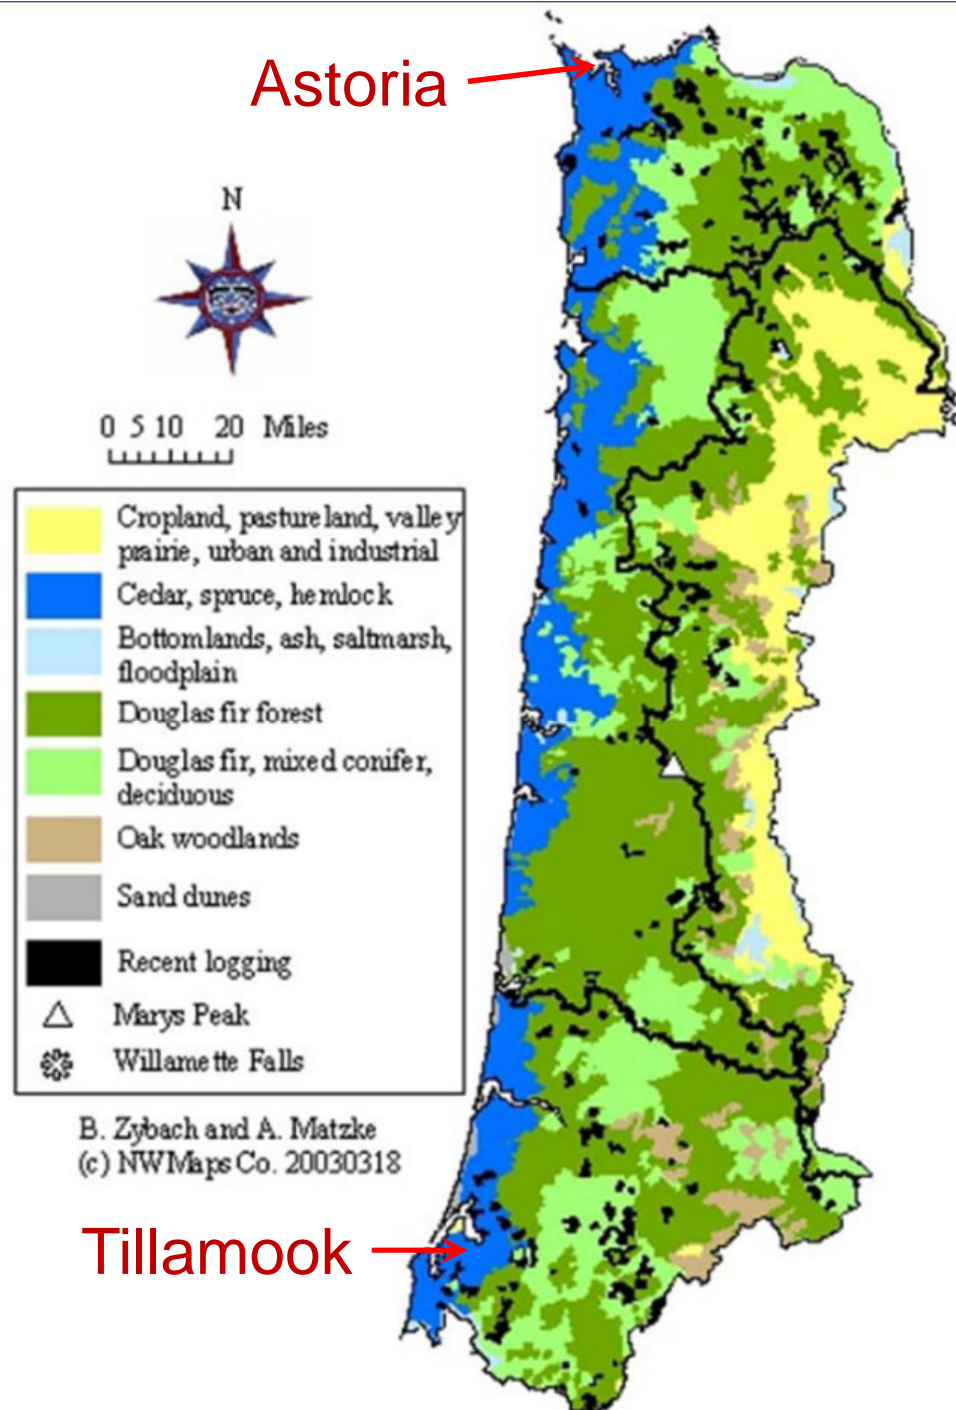 Astoria
N
0 5 10 20 Miles
Cropland, pastureland, valley
prairie, urban and industrial
Cedar, spruce, hemlock
Bottomlands, ash, saltmarsh,
floodplain
Douglas fir forest
Douglas fir, mixed conifer,
deciduous
Oak woodlands
Sand dunes
Recent logging
Marys Peak
Willamette Falls
B. Zybach and A. Matzke
(c) NWMaps Co. 20030318
Tillamook